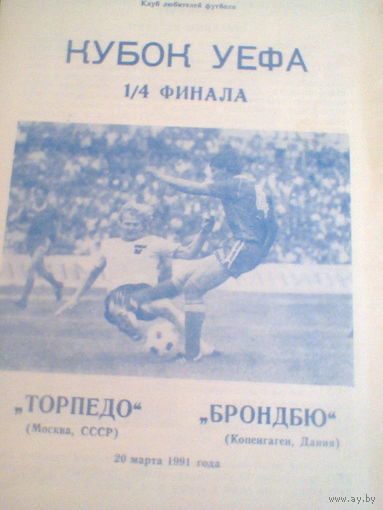 Клуб любителей футбола
КУБОК УЕФА
1/4 ФИНАЛА
„ТОРПЕДО“ „БРОНДБЮ“
(Москва, СССР) (Копенгаген, Дания)
20 марта 1991 года
www.ay.by